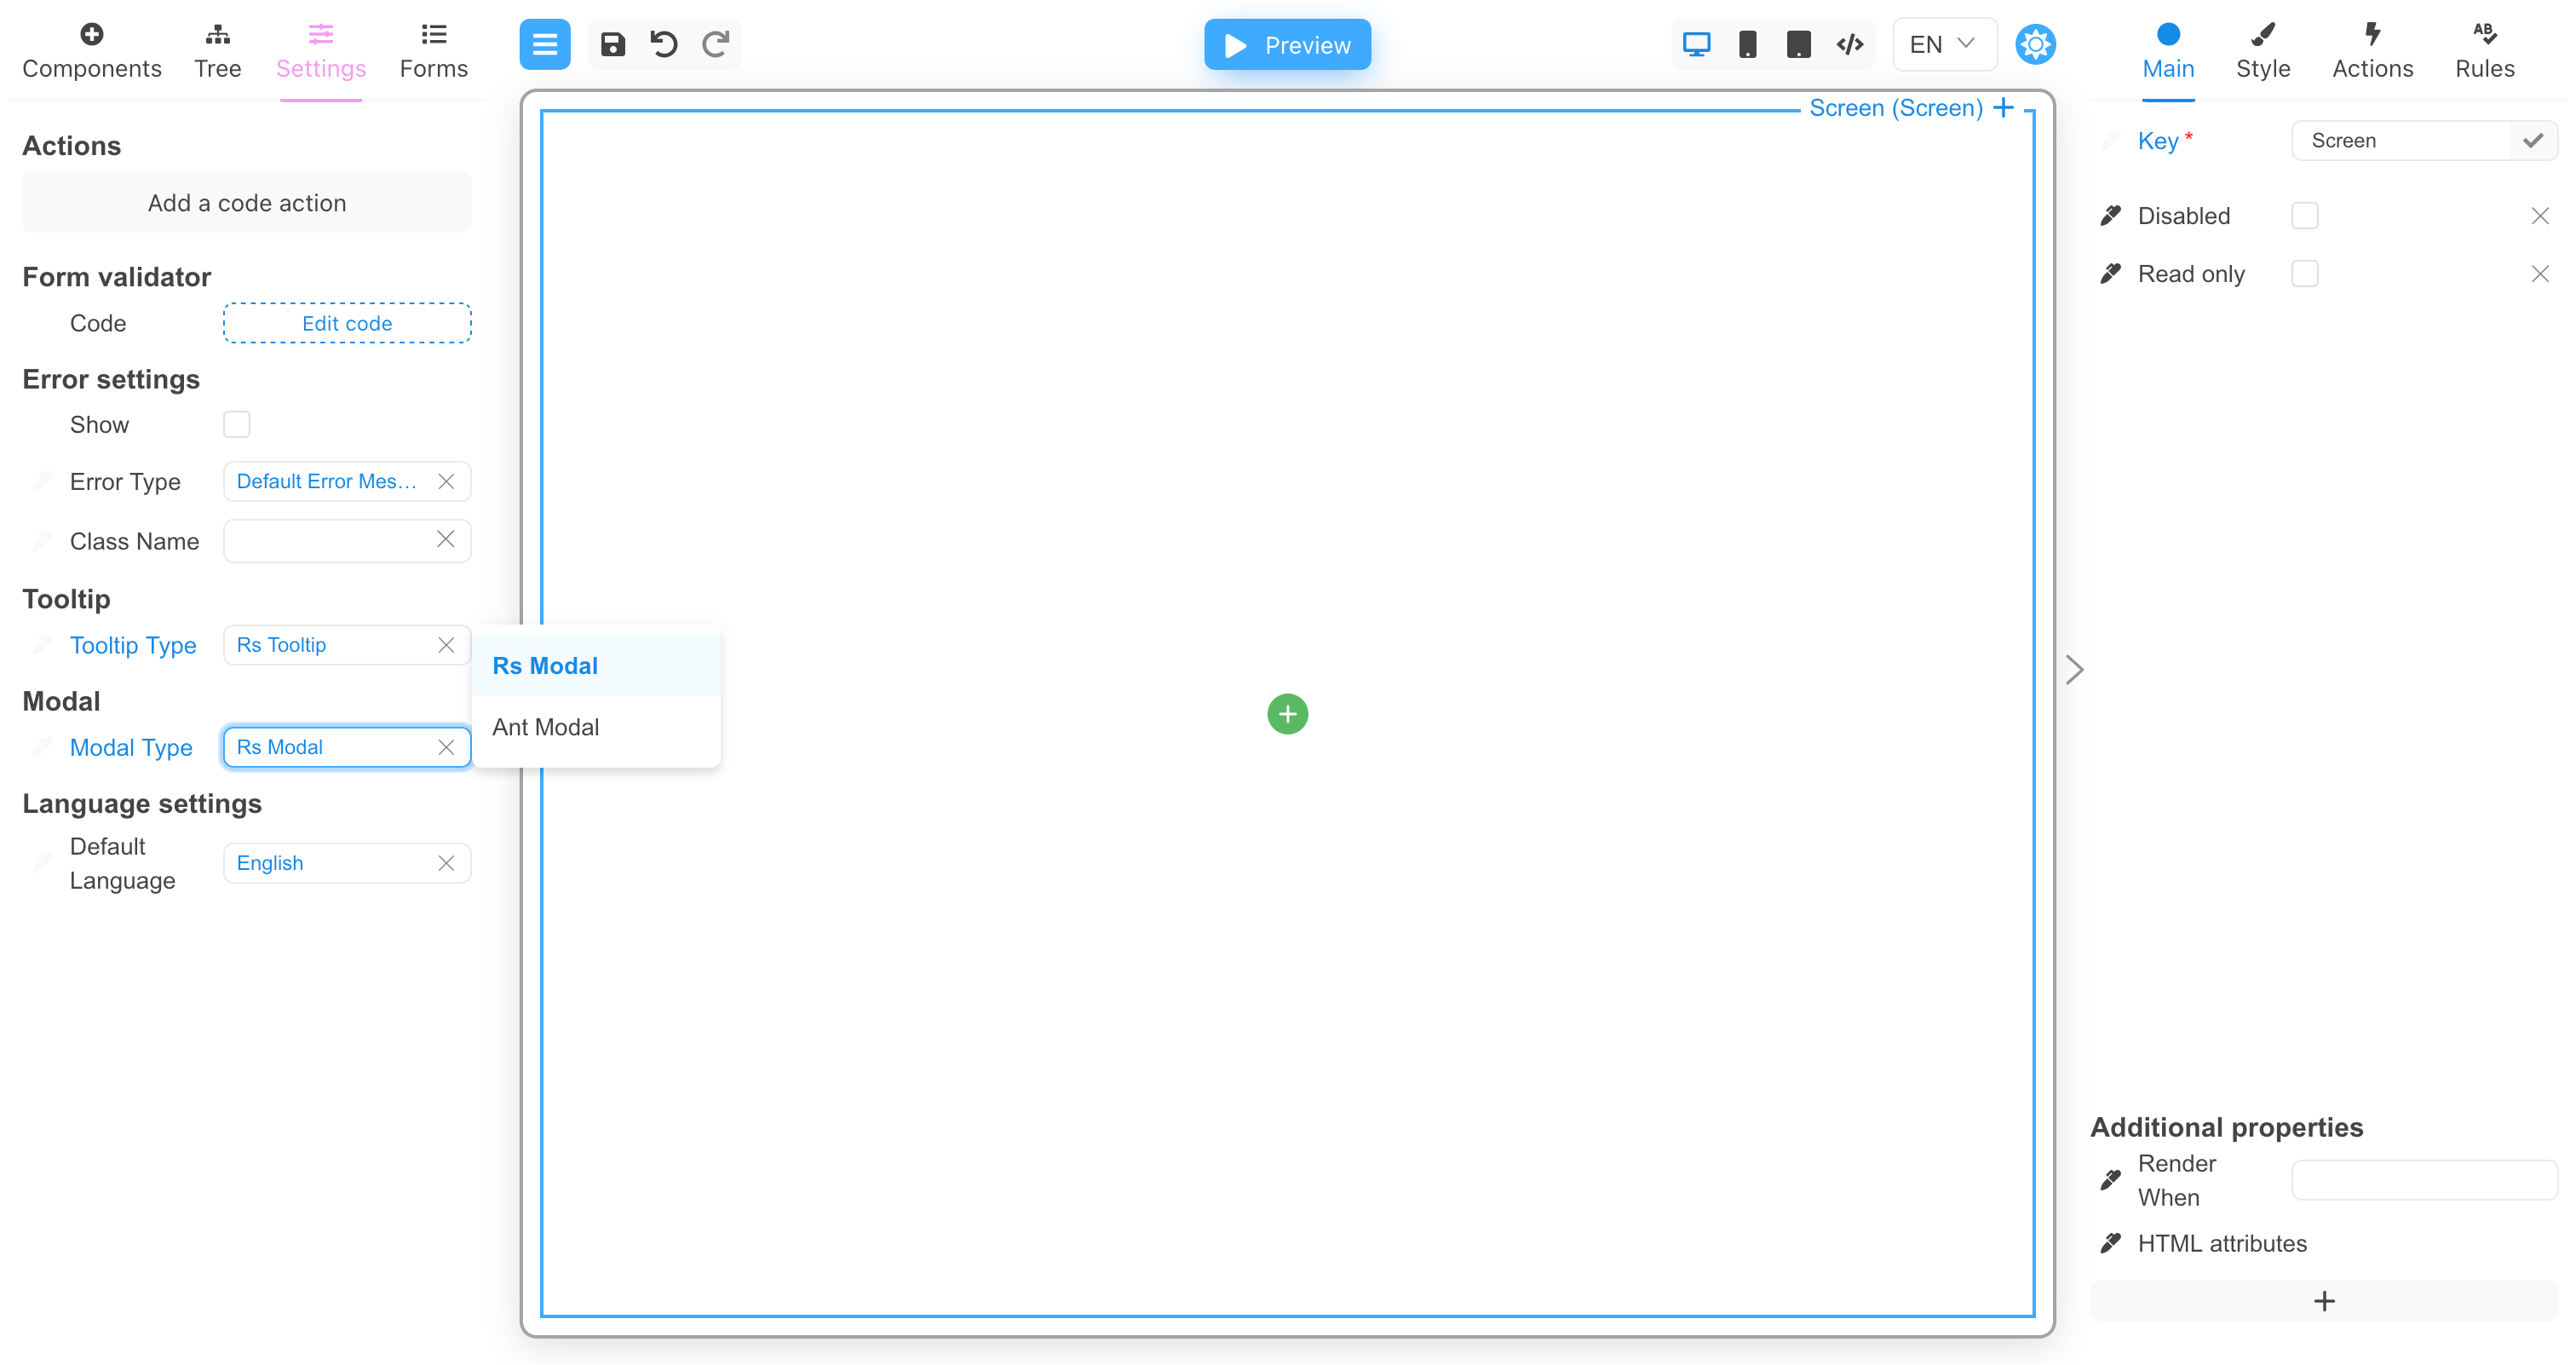 Components
Tree
Settings
Forms
Preview
EN
Main
Style
Actions
Rules
Actions
Add a code action
Form validator
Code
Edit code
Error settings
Show
Error Type
Default Error Mes...
Class Name
Tooltip
Tooltip Type
Rs Tooltip
Modal
Modal Type
Rs Modal
Rs Modal
Ant Modal
Language settings
Default
Language
English
Screen (Screen)
Key *
Screen
Disabled
Read only
Additional properties
Render
When
HTML attributes